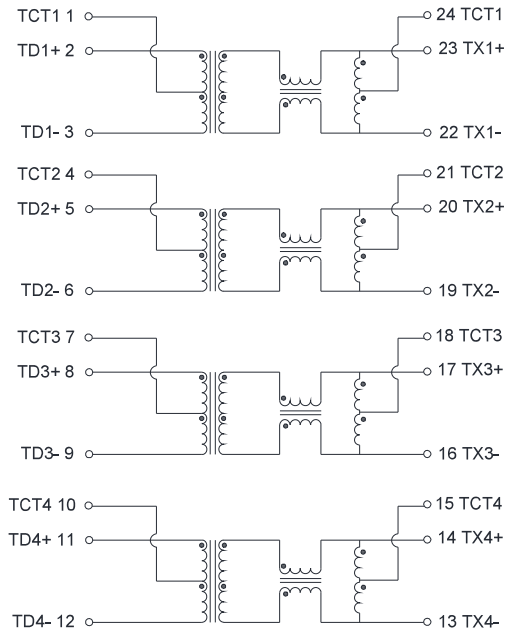 TCT1 1
24 TCT1
TD1+ 2
23 TX1+
TD1- 3
22 TX1-
TCT2 4
21 TCT2
TD2+ 5
20 TX2+
TD2- 6
19 TX2-
TCT3 7
18 TCT3
TD3+ 8
17 TX3+
TD3- 9
16 TX3-
TCT4 10
15 TCT4
TD4+ 11
14 TX4+
TD4- 12
13 TX4-